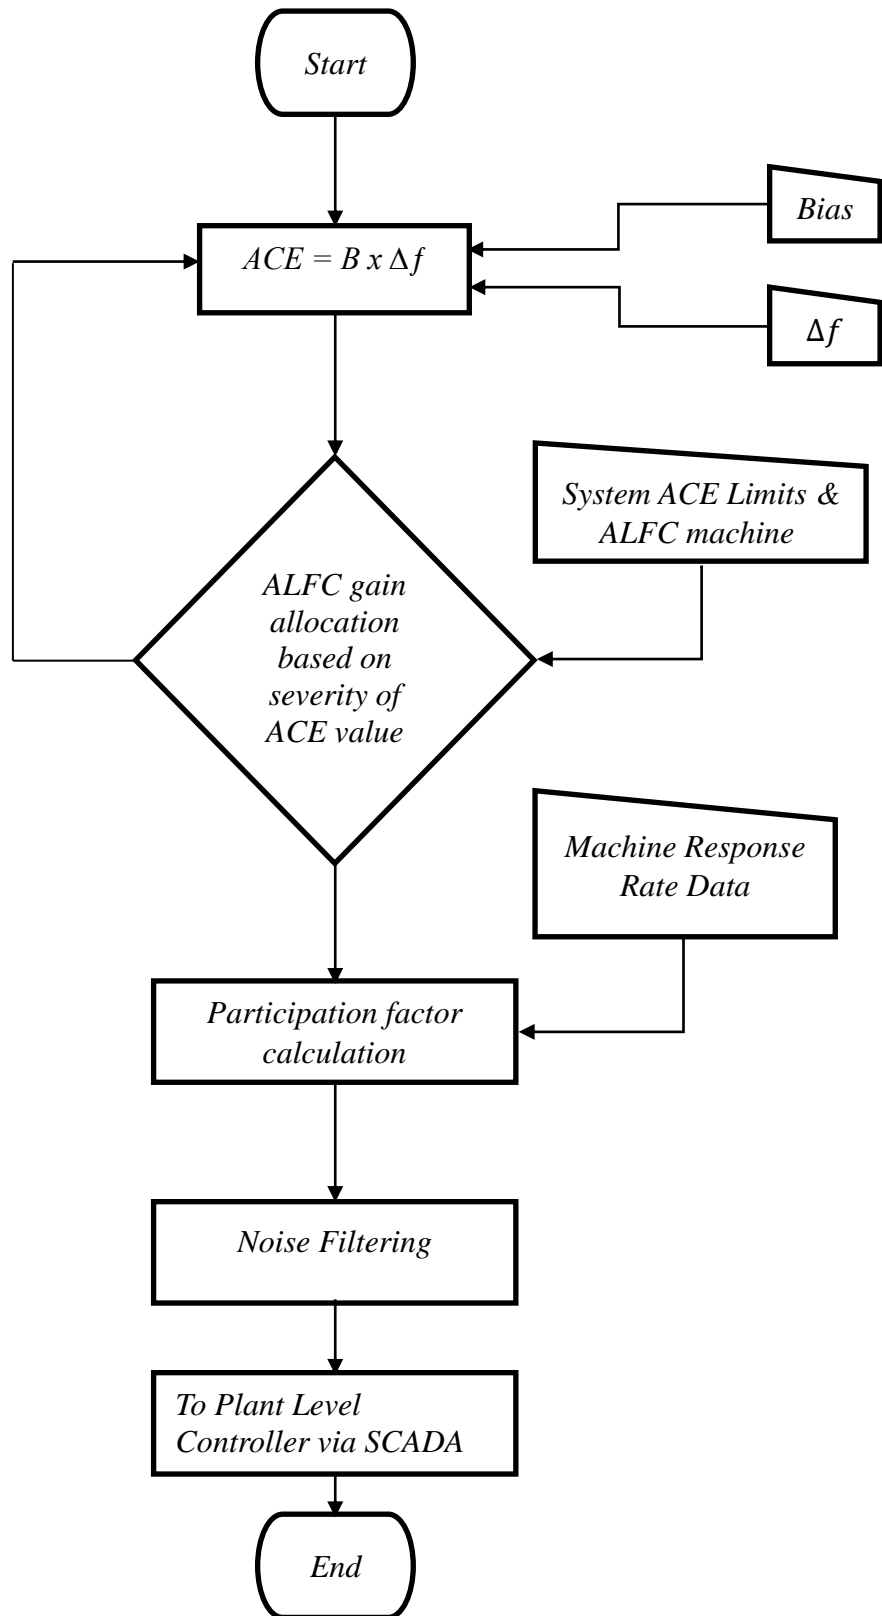 Start
Bias
ACE = B x Δf
Δf
System ACE Limits &
ALFC machine
ALFC gain
allocation
based on
severity of
ACE value
Machine Response
Rate Data
Participation factor
calculation
Noise Filtering
To Plant Level
Controller via SCADA
End